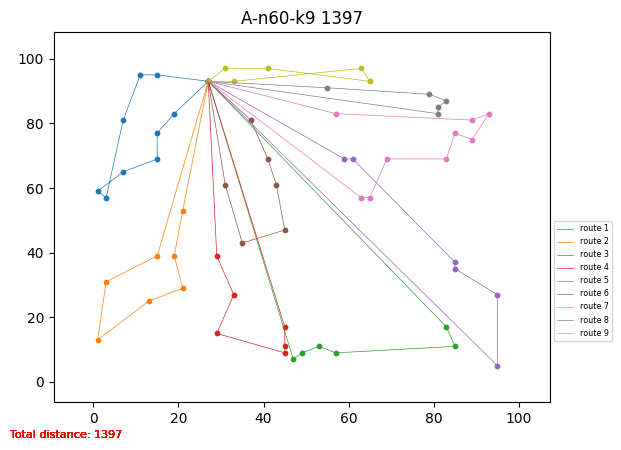 A-n60-k9 1397
100
80
60
40
20
0
0 20 40 60 80 100
route 1
route 2
route 3
route 4
route 5
route 6
route 7
route 8
route 9
Total distance: 1397